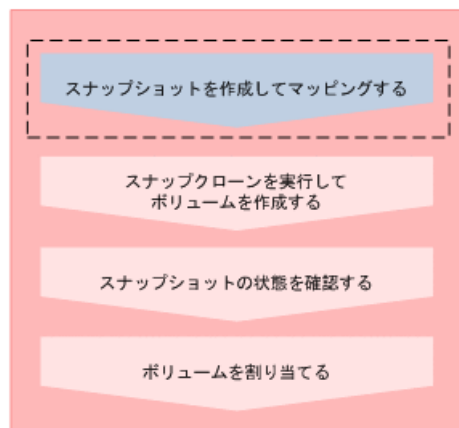 スナップショットを作成してマッピングする
スナップクローンを実行して
ボリュームを作成する
スナップショットの状態を確認する
ボリュームを割り当てる